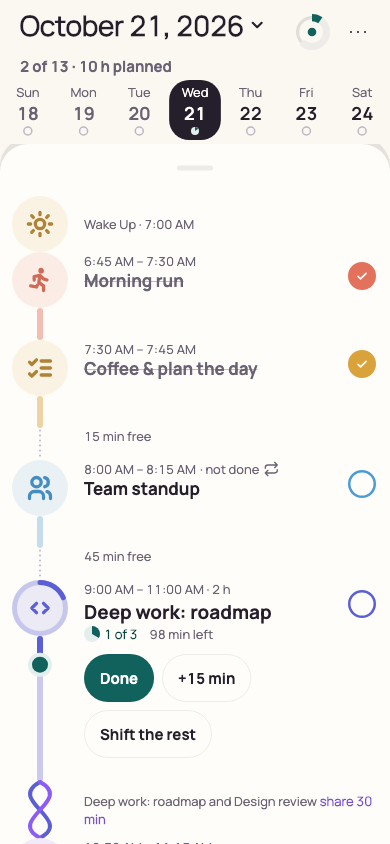 October 21, 2026
2 of 13 · 10 h planned
Sun Mon Tue Wed Thu Fri Sat
18 19 20 21 22 23 24
Wake Up · 7:00 AM
6:45 AM – 7:30 AM
Morning run
7:30 AM – 7:45 AM
Coffee & plan the day
15 min free
8:00 AM – 8:15 AM · not done
Team standup
45 min free
9:00 AM – 11:00 AM · 2 h
Deep work: roadmap
1 of 3 98 min left
Done +15 min
Shift the rest
Deep work: roadmap and Design review share 30
min